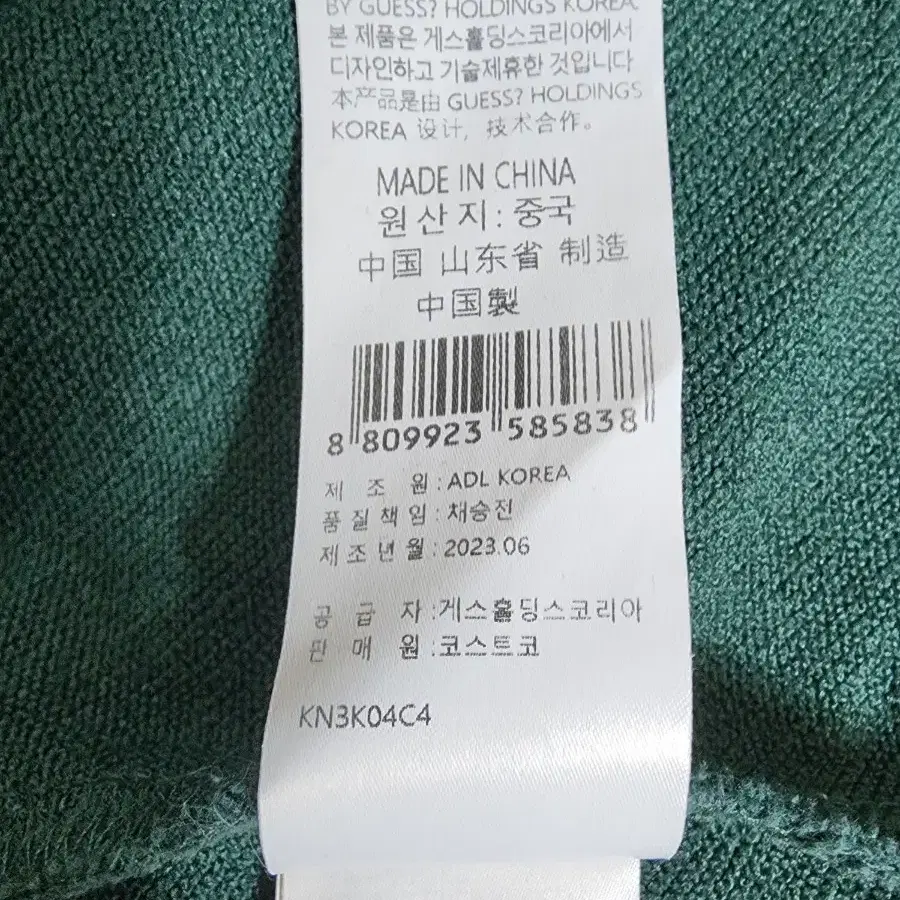 BY GUESS? HOLDINGS KOREA.
본 제품은 게스홀딩스코리아에서
디자인하고 기술제휴한 것입니다
本产品是由 GUESS? HOLDINGS
KOREA 设计, 技术合作。
MADE IN CHINA
원산지: 중국
中国 山东省 制造
中国製
8 809923 585838
제 조 원 : ADL KOREA
품질책임 : 채승전
제조년월 : 2023.06
공 급 자 : 게스홀딩스코리아
판 매 원 : 코스트코
KN3K04C4